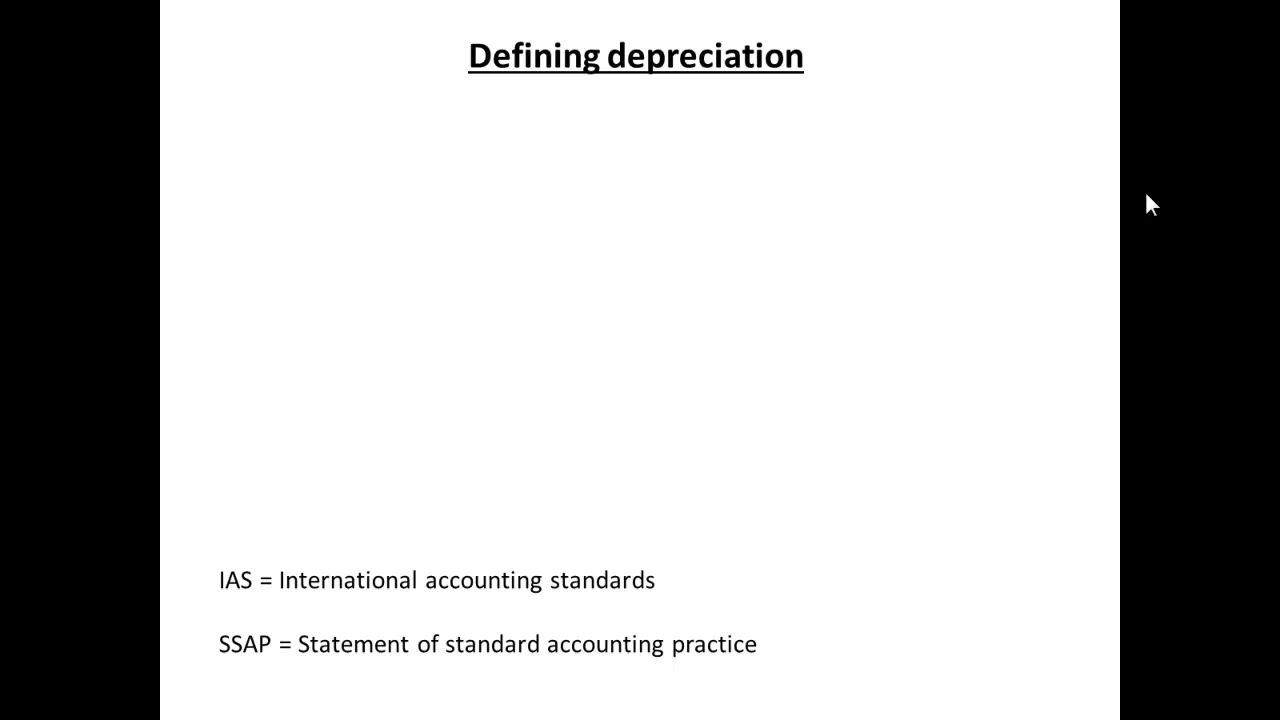 Defining depreciation
IAS = International accounting standards
SSAP = Statement of standard accounting practice